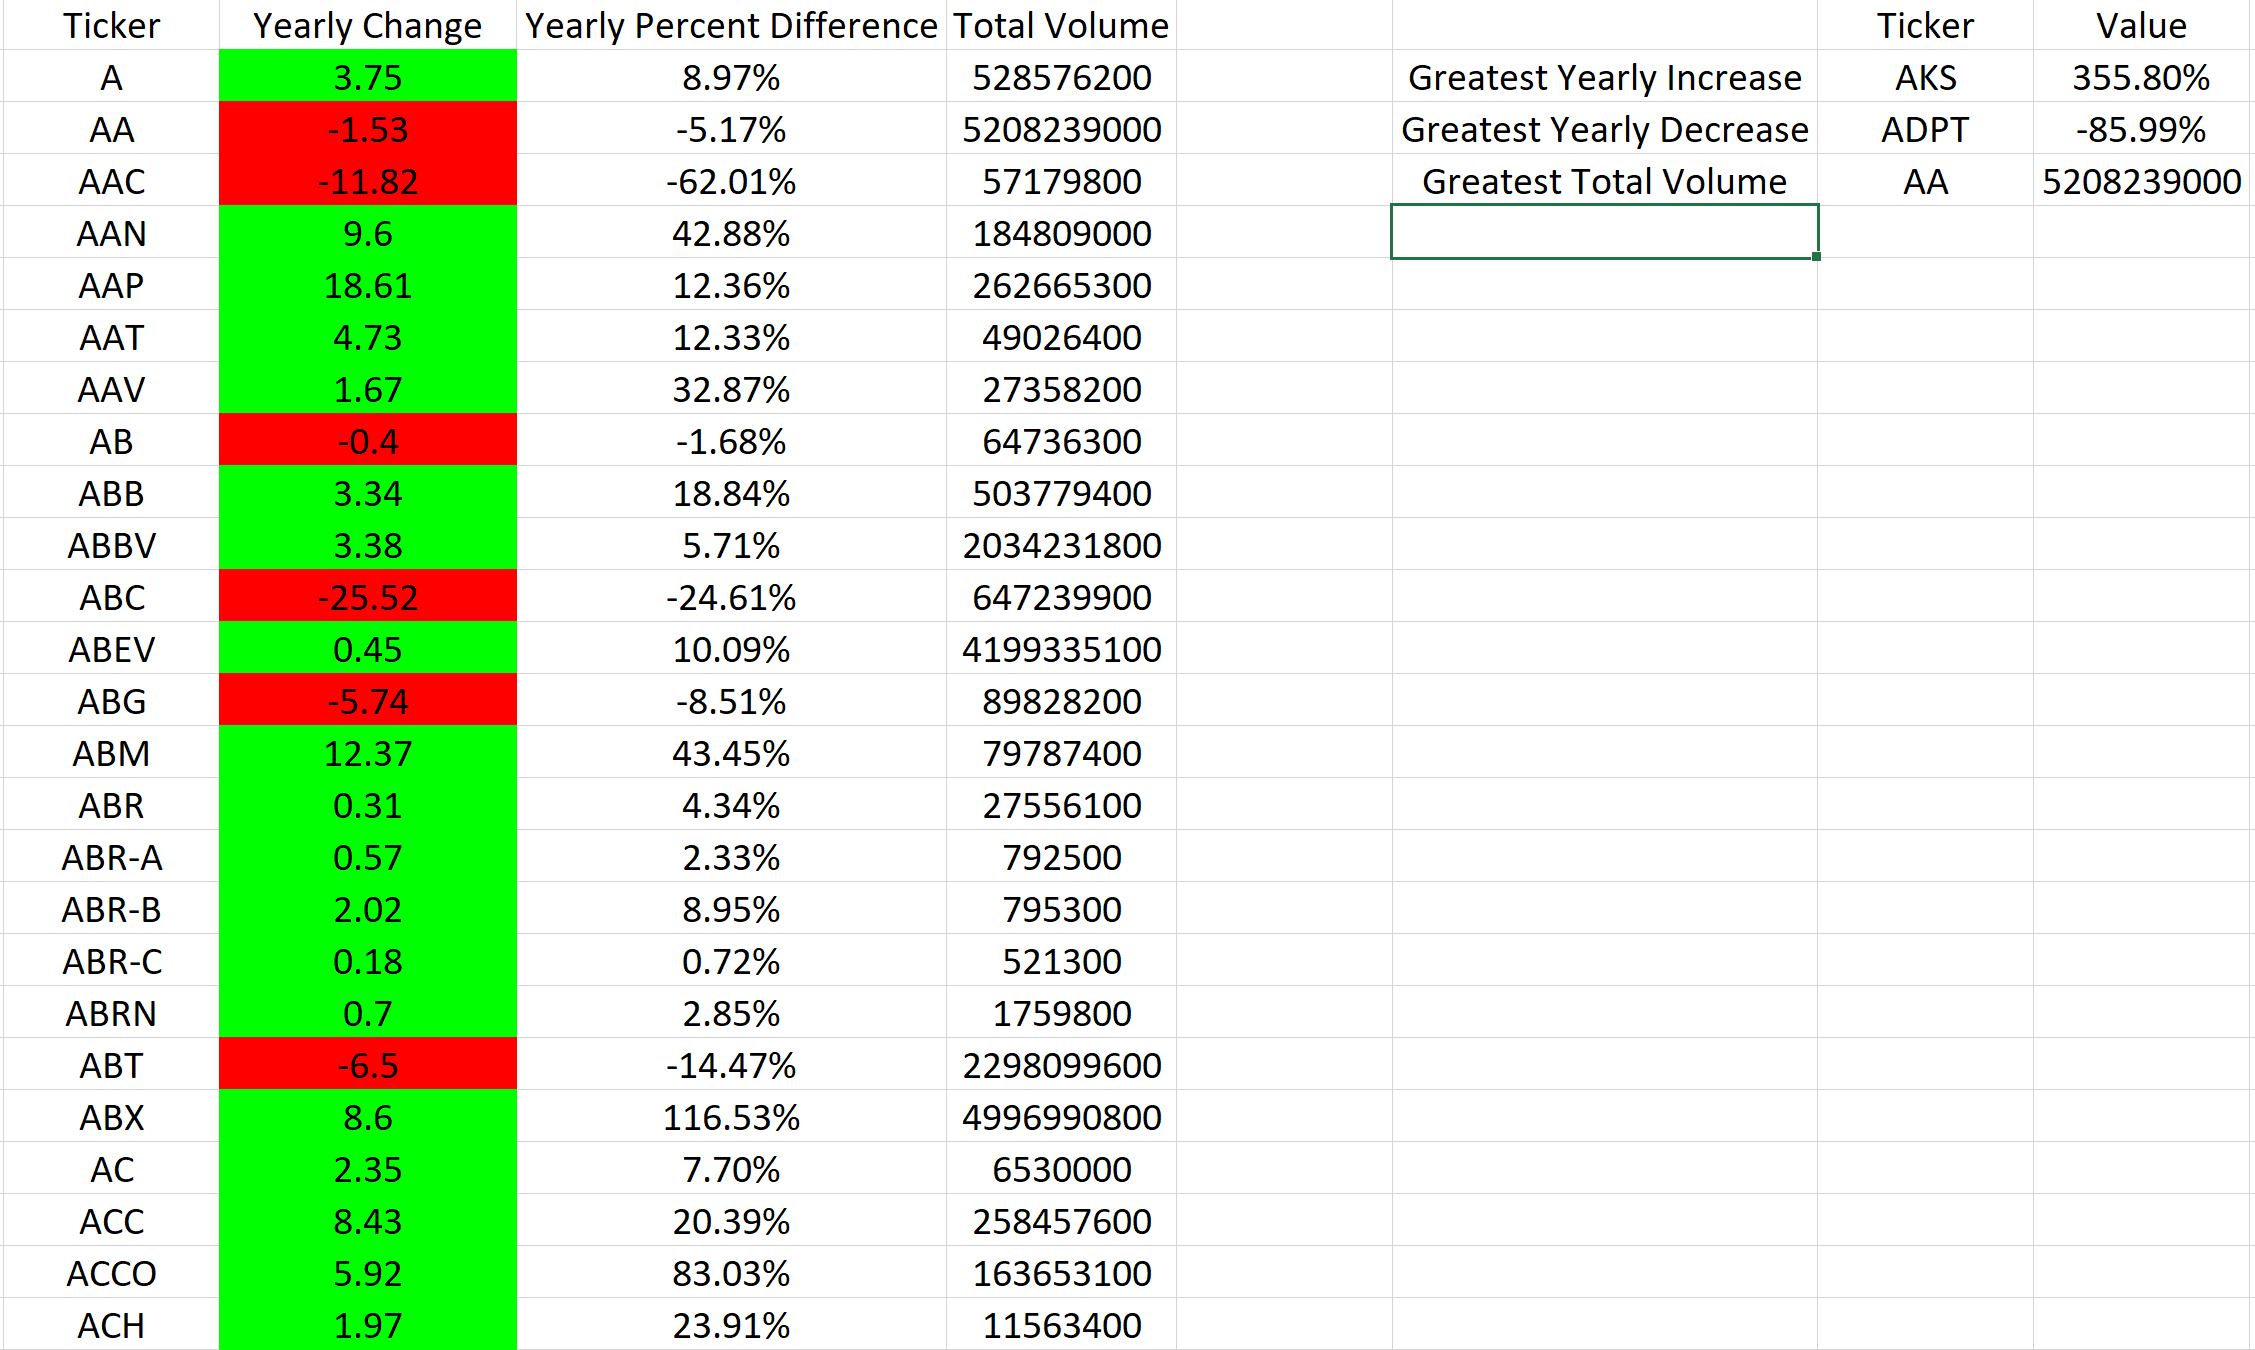 Ticker Yearly Change Yearly Percent Difference Total Volume Ticker Value
A 3.75 8.97% 528576200 Greatest Yearly Increase AKS 355.80%
AA -1.53 -5.17% 5208239000 Greatest Yearly Decrease ADPT -85.99%
AAC -11.82 -62.01% 57179800 Greatest Total Volume AA 5208239000
AAN 9.6 42.88% 184809000
AAP 18.61 12.36% 262665300
AAT 4.73 12.33% 49026400
AAV 1.67 32.87% 27358200
AB -0.4 -1.68% 64736300
ABB 3.34 18.84% 503779400
ABBV 3.38 5.71% 2034231800
ABC -25.52 -24.61% 647239900
ABEV 0.45 10.09% 4199335100
ABG -5.74 -8.51% 89828200
ABM 12.37 43.45% 79787400
ABR 0.31 4.34% 27556100
ABR-A 0.57 2.33% 792500
ABR-B 2.02 8.95% 795300
ABR-C 0.18 0.72% 521300
ABRN 0.7 2.85% 1759800
ABT -6.5 -14.47% 2298099600
ABX 8.6 116.53% 4996990800
AC 2.35 7.70% 6530000
ACC 8.43 20.39% 258457600
ACCO 5.92 83.03% 163653100
ACH 1.97 23.91% 11563400